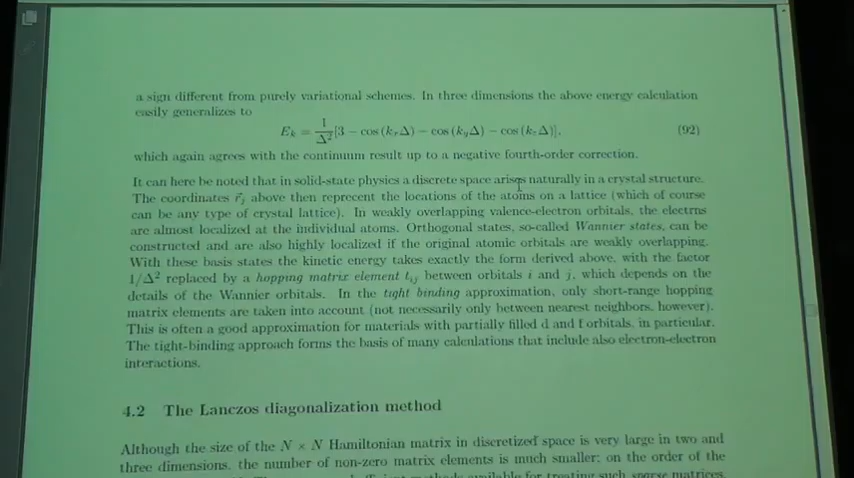 a sign different from purely variational schemes. In three dimensions the above energy calculation
easily generalizes to
E_k = 1/Δ² [3 − cos (k_xΔ) − cos (k_yΔ) − cos (k_zΔ)], (92)
which again agrees with the continuum result up to a negative fourth-order correction.
It can here be noted that in solid-state physics a discrete space arises naturally in a crystal structure.
The coordinates r⃗_j above then reprecent the locations of the atoms on a lattice (which of course
can be any type of crystal lattice). In weakly overlapping valence-electron orbitals, the electrns
are almost localized at the individual atoms. Orthogonal states, so-called Wannier states, can be
constructed and are also highly localized if the original atomic orbitals are weakly overlapping.
With these basis states the kinetic energy takes exactly the form derived above, with the factor
1/Δ² replaced by a hopping matrix element t_ij between orbitals i and j, which depends on the
details of the Wannier orbitals. In the tight binding approximation, only short-range hopping
matrix elements are taken into account (not necessarily only between nearest neighbors, however).
This is often a good approximation for materials with partially filled d and f orbitals, in particular.
The tight-binding approach forms the basis of many calculations that include also electron-electron
interactions.
4.2 The Lanczos diagonalization method
Although the size of the N × N Hamiltonian matrix in discretized space is very large in two and
three dimensions, the number of non-zero matrix elements is much smaller; on the order of the
methods available for treating such sparse matrices.